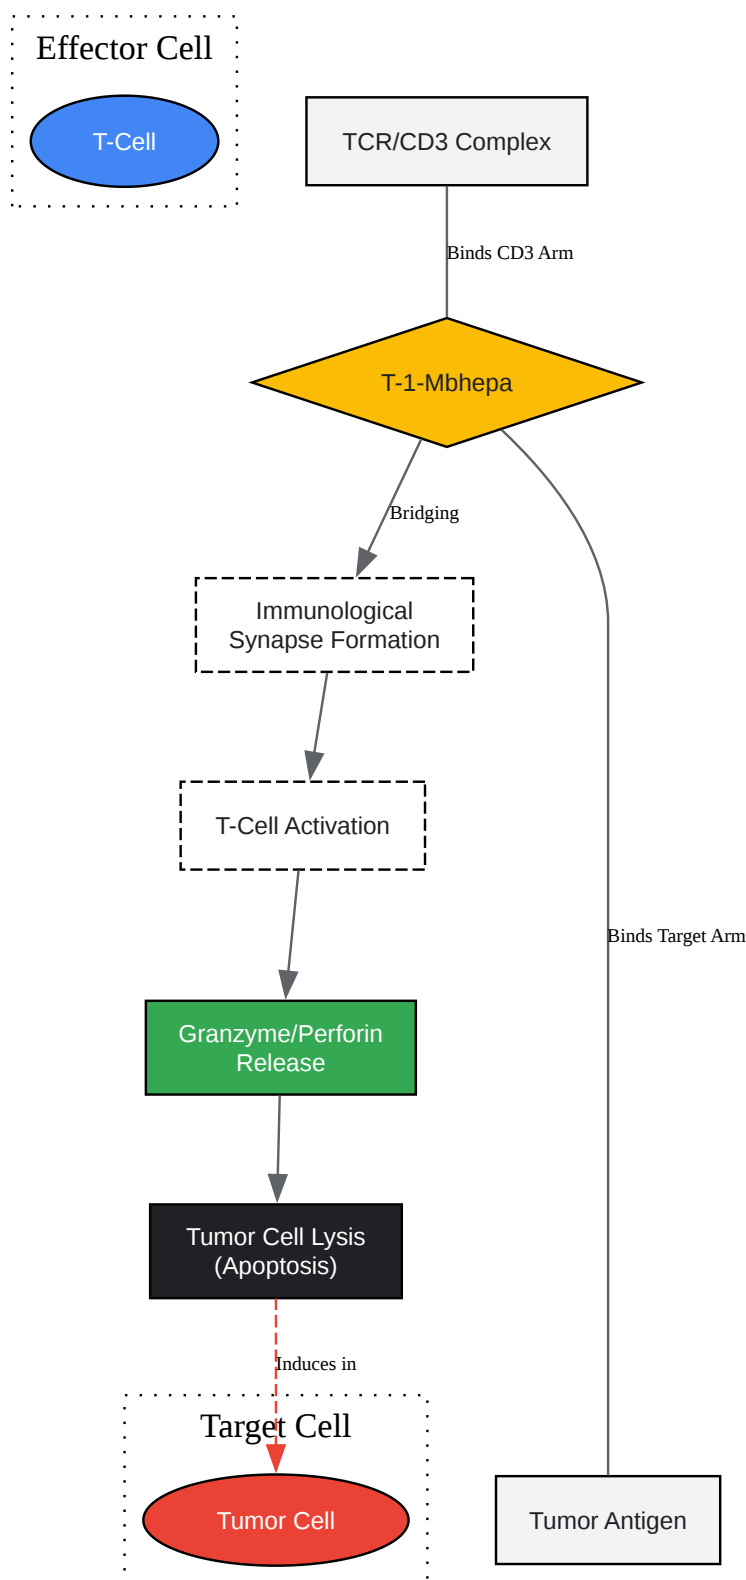 Effector Cell
T-Cell
TCR/CD3 Complex
Binds CD3 Arm
T-1-Mbhepa
Bridging
Immunological
Synapse Formation
T-Cell Activation
Binds Target Arm
Granzyme/Perforin
Release
Tumor Cell Lysis
(Apoptosis)
Induces in
Target Cell
Tumor Cell
Tumor Antigen